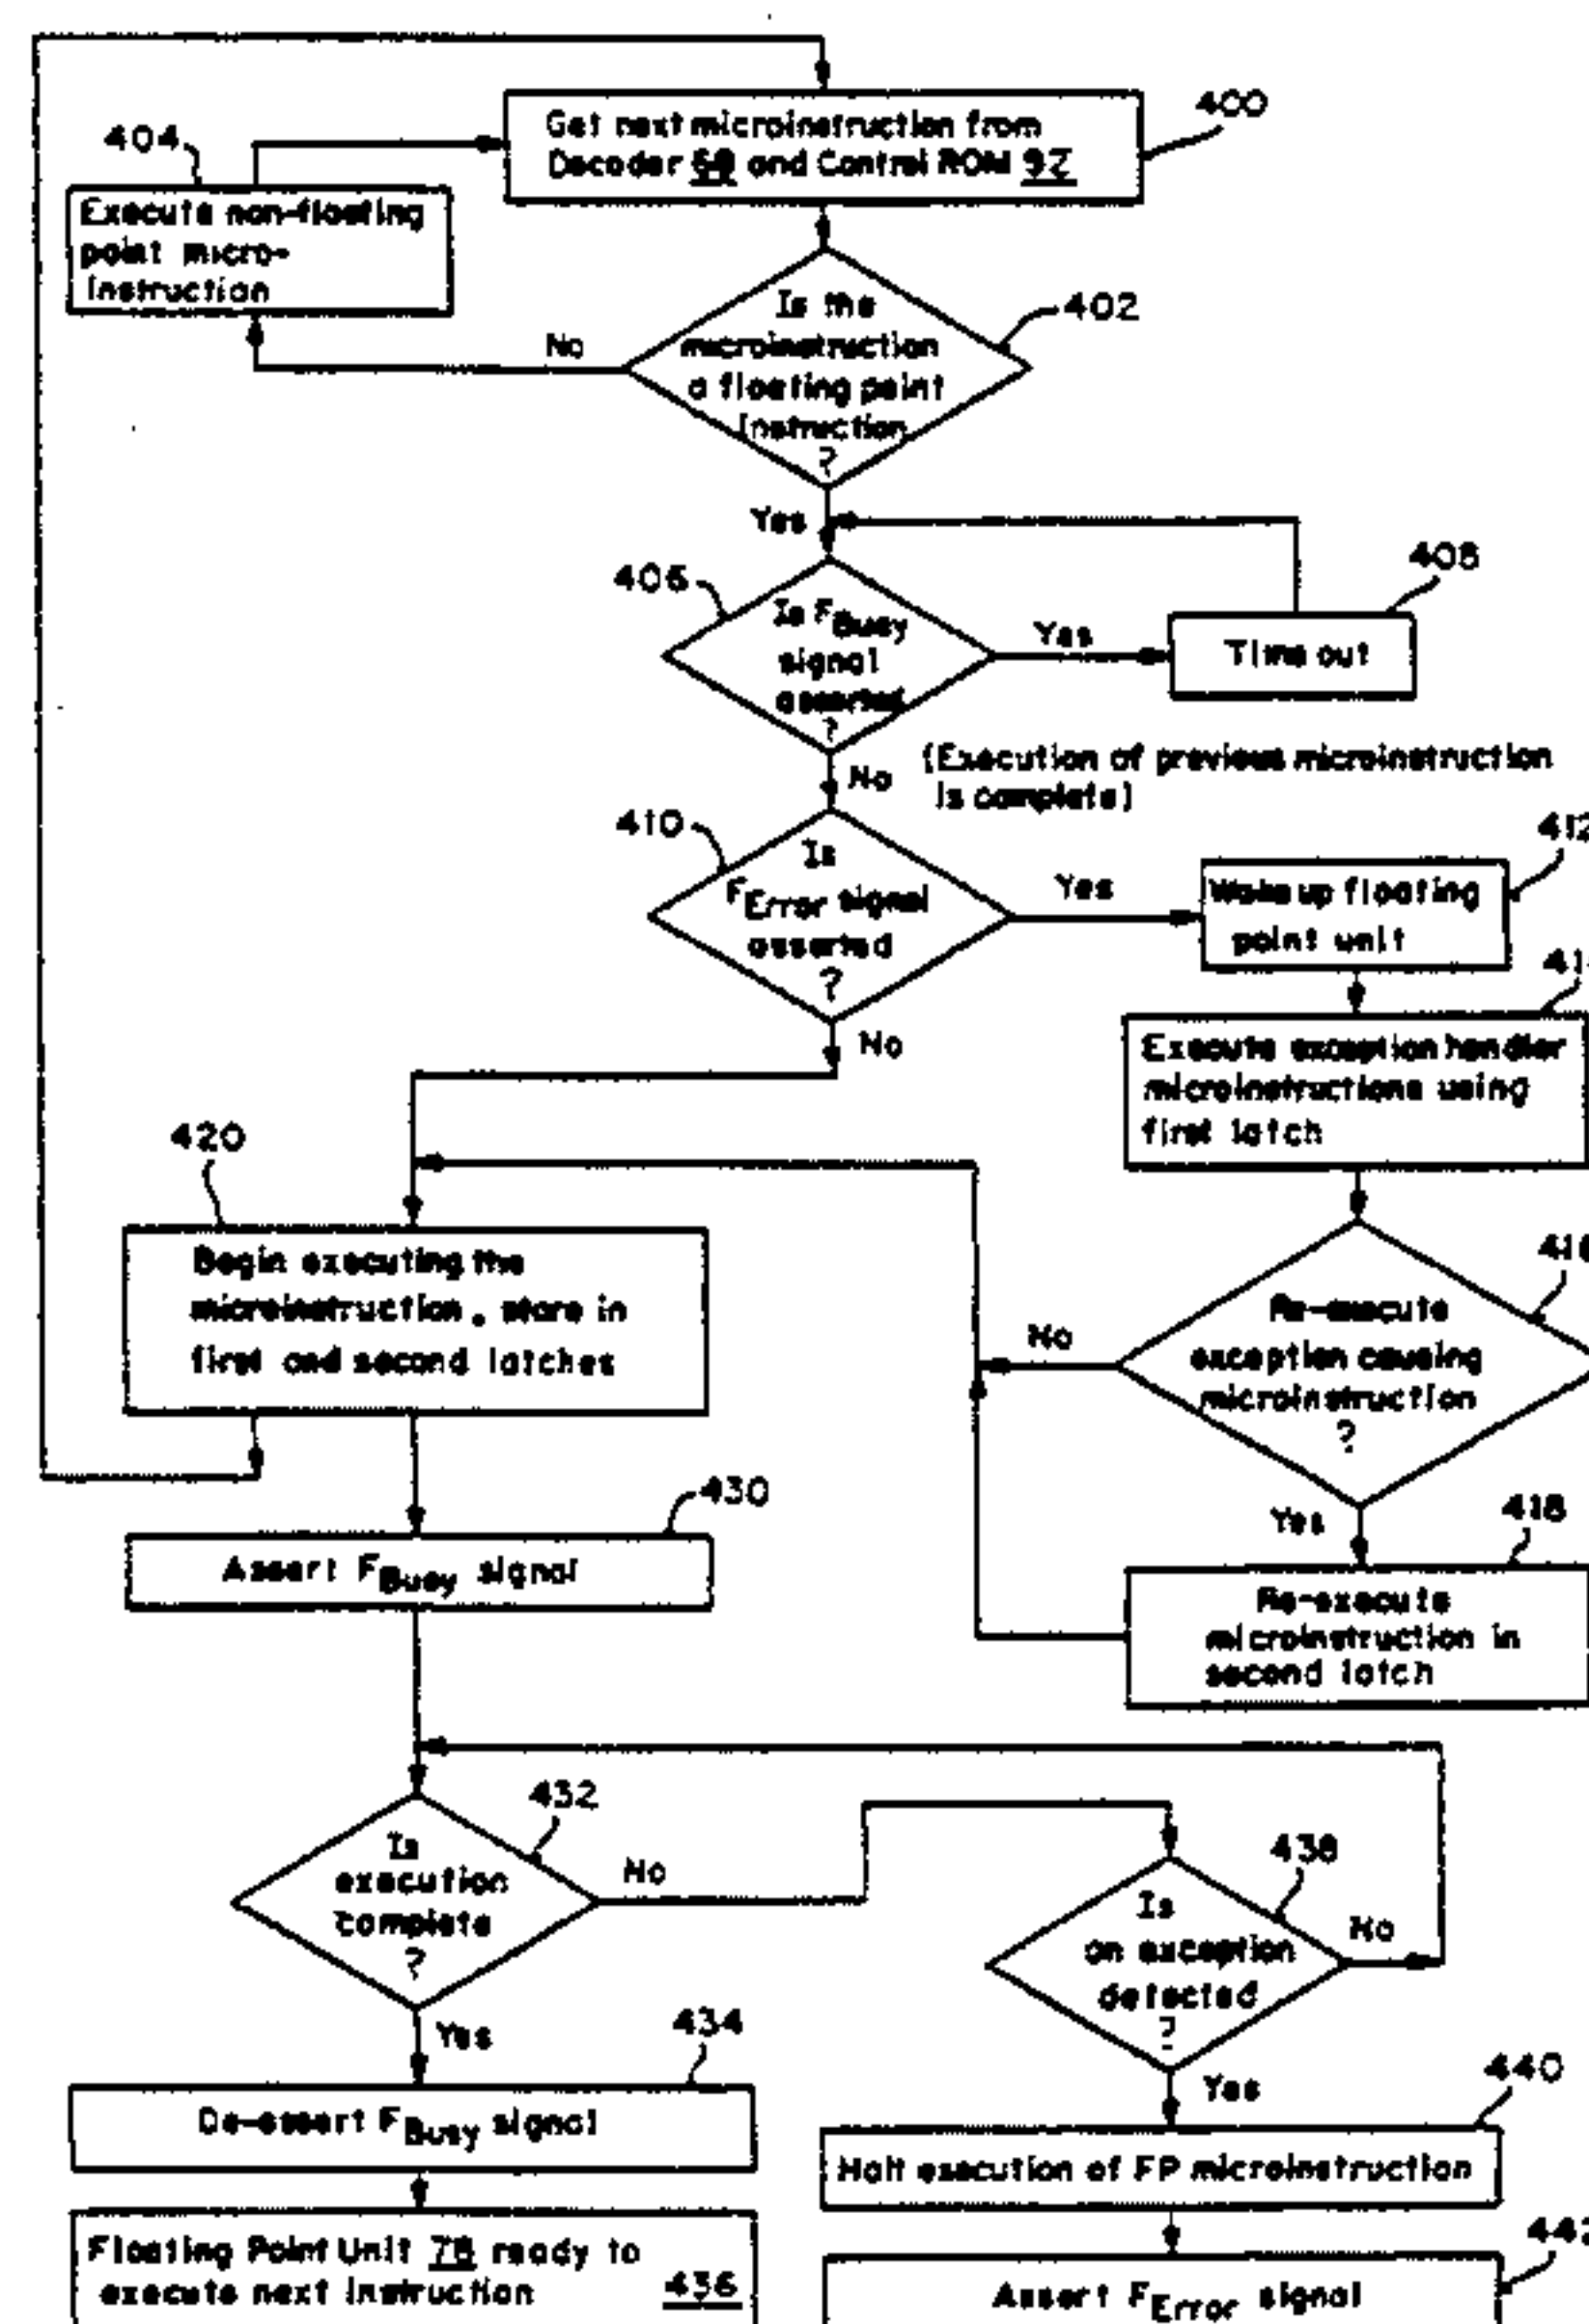 400
Get next microinstruction from
Decoder and Control ROM 92
404
Execute non-floating
point micro-
instruction
402
Is the
microinstruction
a floating point
Instruction
?
No
Yes
406
Is FBusy
signal
asserted
?
Yes
408
Time out
No
(Execution of previous microinstruction
is complete)
410
Is
FError signal
asserted
?
Yes
412
Wake up floating
point unit
No
Execute exception handler
microinstructions using
first latch
420
Begin executing the
microinstruction, store in
first and second latches
Re-execute
exception causing
microinstruction
?
No
Yes
418
Re-execute
microinstruction in
second latch
430
Assert FBusy signal
432
Is
execution
complete
?
No
438
Is
an exception
detected
?
No
Yes
434
De-assert FBusy signal
Yes
440
Halt execution of FP microinstruction
Floating Point Unit 78 ready to
execute next instruction 436
442
Assert FError signal